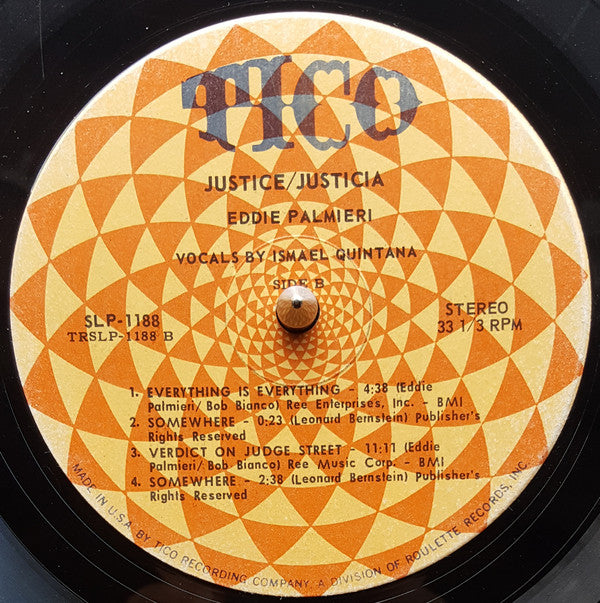 TICO
JUSTICE/JUSTICIA
EDDIE PALMIERI
VOCALS BY ISMAEL QUINTANA
SIDE B
SLP-1188
TRSLP-1188 B
STEREO
33 1/3 RPM
1. EVERYTHING IS EVERYTHING - 4:38 (Eddie
Palmieri/Bob Bianco) Ree Enterprises, Inc. - BMI
2. SOMEWHERE - 0:23 (Leonard Bernstein) Publisher's
Rights Reserved
3. VERDICT ON JUDGE STREET - 11:11 (Eddie
Palmieri/Bob Bianco) Ree Music Corp. - BMI
4. SOMEWHERE - 2:38 (Leonard Bernstein) Publisher's
Rights Reserved
MADE IN U.S.A. BY TICO RECORDING COMPANY, A DIVISION OF ROULETTE RECORDS, INC.